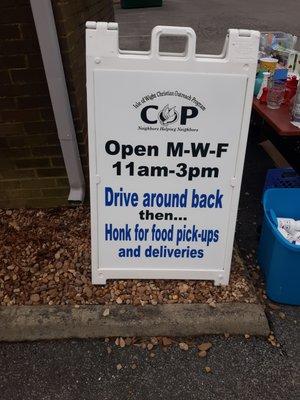 Isle of Wight Christian Outreach Program
COP
Neighbors Helping Neighbors
Open M-W-F
11am-3pm
Drive around back
then...
Honk for food pick-ups
and deliveries